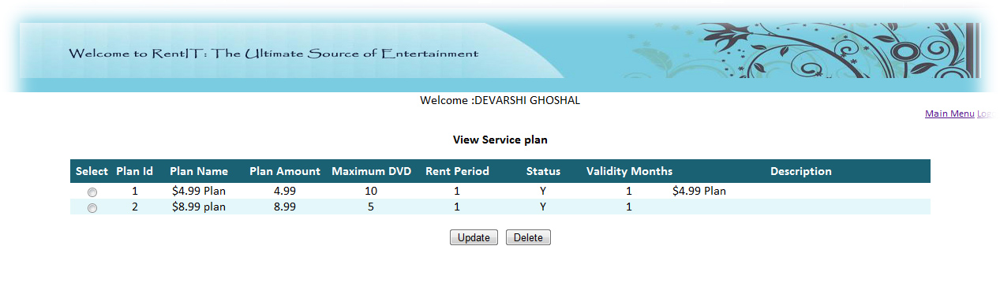 Welcome to RentIT: The Ultimate Source of Entertainment
Welcome :DEVARSHI GHOSHAL
Main Menu
View Service plan
Select Plan Id Plan Name Plan Amount Maximum DVD Rent Period Status Validity Months Description
1 $4.99 Plan 4.99 10 1 Y 1 $4.99 Plan
2 $8.99 plan 8.99 5 1 Y 1
Update Delete